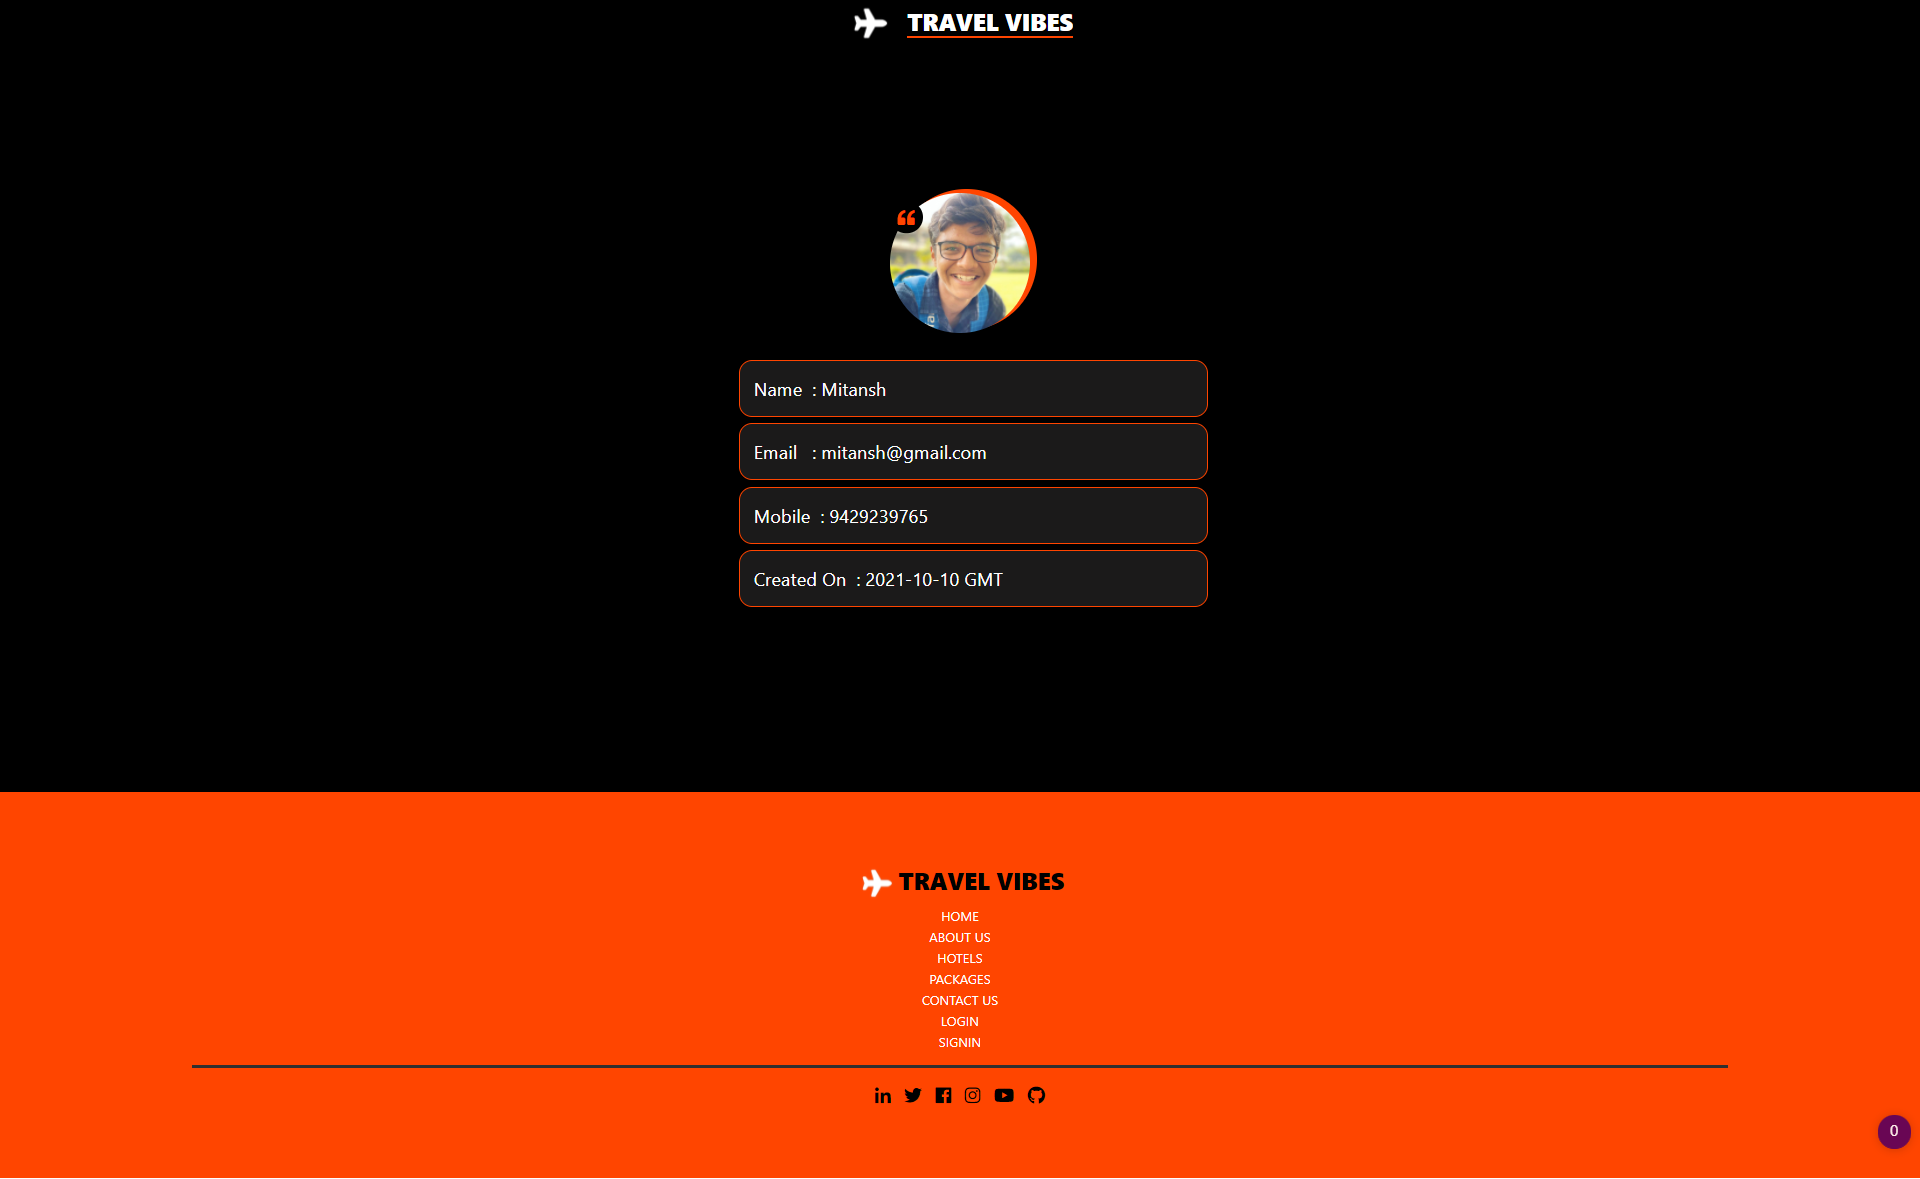 TRAVEL VIBES
Name : Mitansh
Email : mitansh@gmail.com
Mobile : 9429239765
Created On : 2021-10-10 GMT
TRAVEL VIBES
HOME
ABOUT US
HOTELS
PACKAGES
CONTACT US
LOGIN
SIGNIN
0